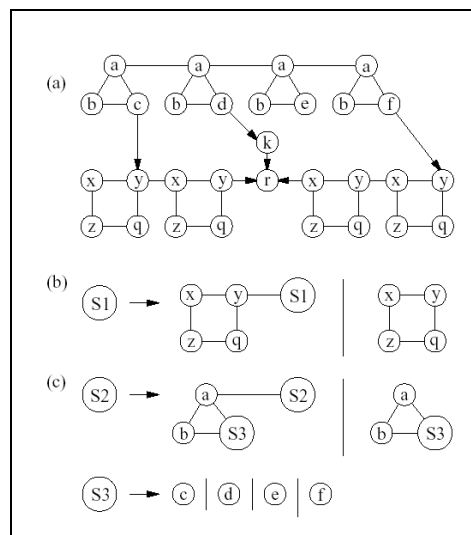 a a a a
(a)
b c b d b e b f
k
x y x y r x y x y
z q z q z q z q
(b)
S1 x y S1 x y
z q z q
(c)
S2 a S2 a
b S3 b S3
S3 c d e f